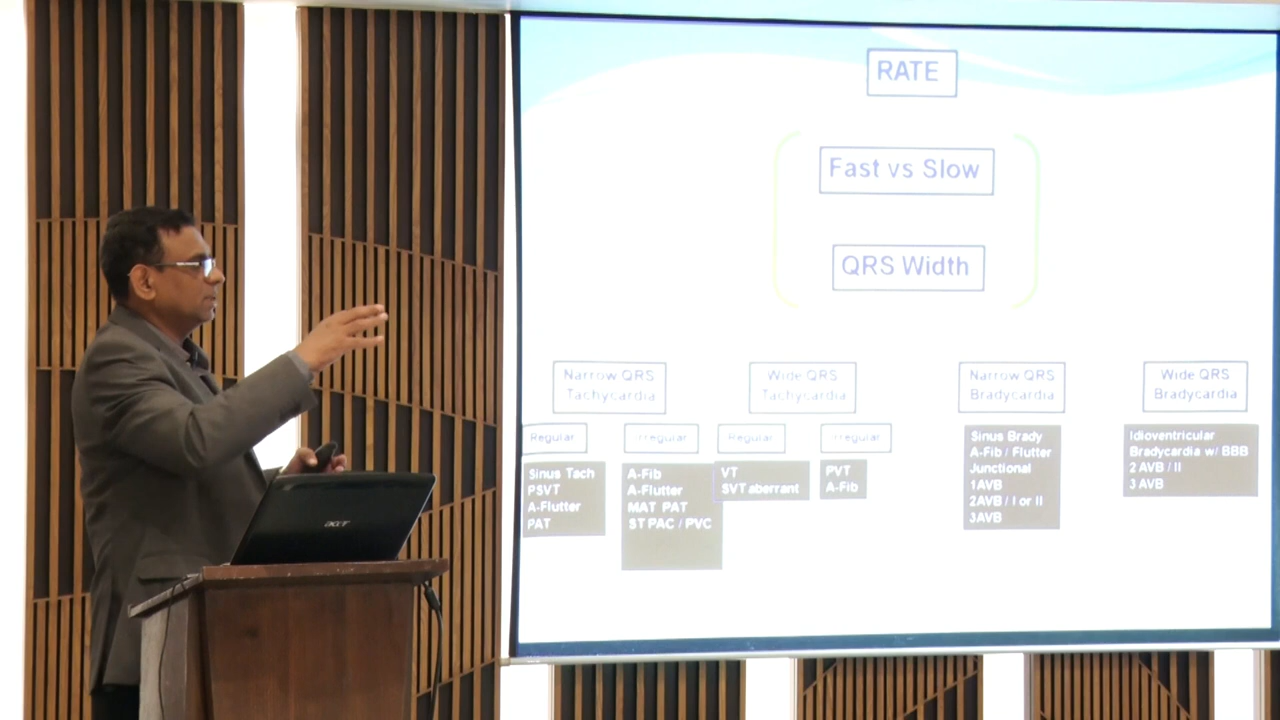 RATE
Fast vs Slow
QRS Width
Narrow QRS
Tachycardia
Wide QRS
Tachycardia
Narrow QRS
Bradycardia
Wide QRS
Bradycardia
Regular
Irregular
Regular
Irregular
Sinus Tach
PSVT
A-Flutter
PAT
A-Fib
A-Flutter
MAT PAT
ST PAC / PVC
VT
SVT aberrant
PVT
A-Fib
Sinus Brady
A-Fib / Flutter
Junctional
1AVB
2AVB / I or II
3AVB
Idioventricular
Bradycardia w/ BBB
2 AVB / II
3 AVB
acer